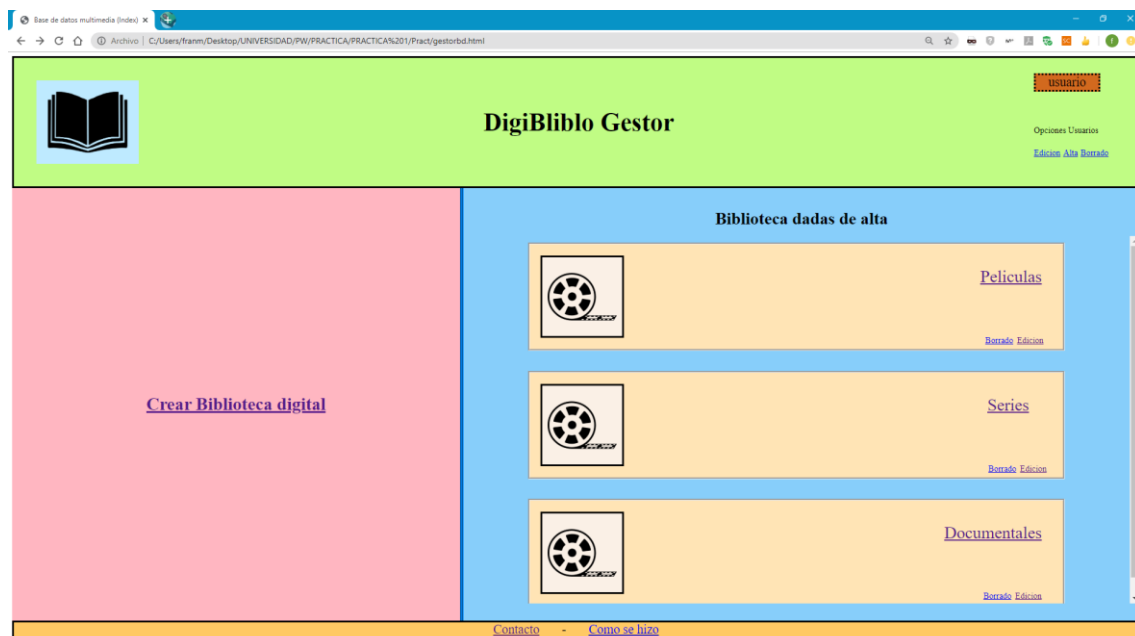 Base de datos multimedia (Index)
Archivo | C:/Users/franm/Desktop/UNIVERSIDAD/PW/PRACTICA/PRACTICA%201/Pract/gestorbd.html
usuario
DigiBliblo Gestor
Opciones Usuarios
Edicion Alta Borrado
Biblioteca dadas de alta
Peliculas
Borrado Edicion
Crear Biblioteca digital
Series
Borrado Edicion
Documentales
Borrado Edicion
Contacto - Como se hizo